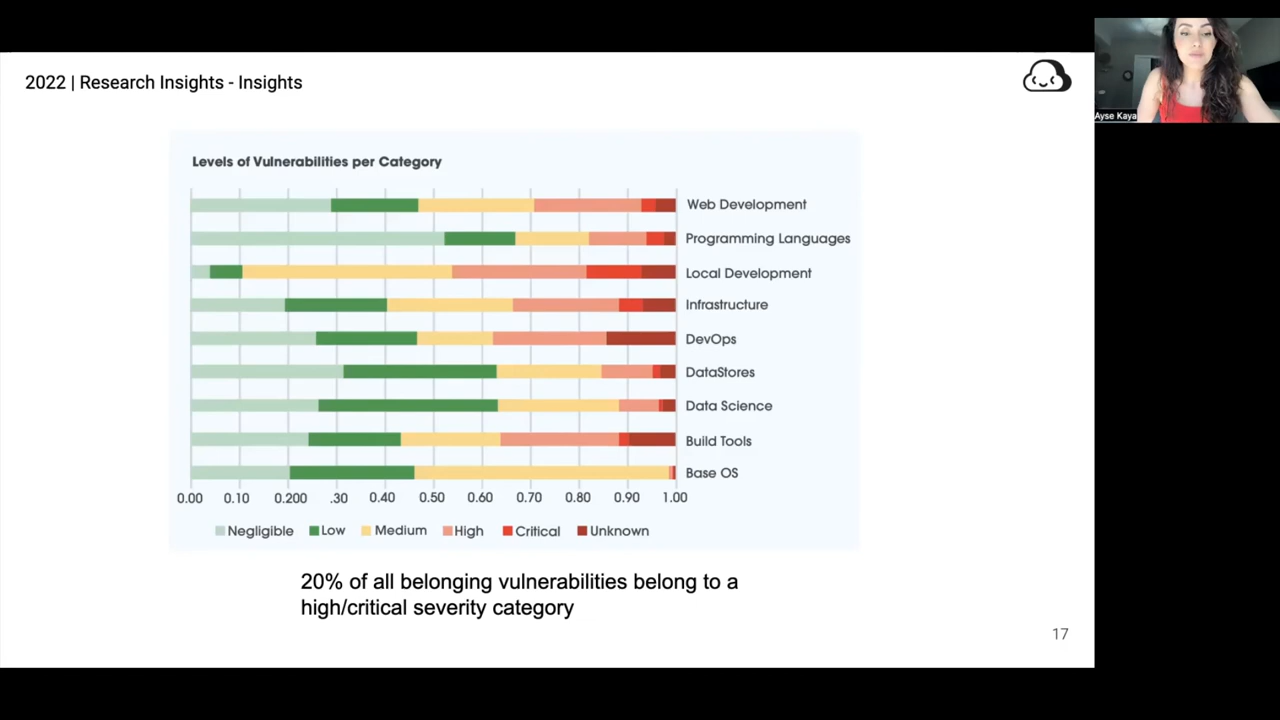 2022 | Research Insights - Insights
Ayse Kaya
Levels of Vulnerabilities per Category
Web Development
Programming Languages
Local Development
Infrastructure
DevOps
DataStores
Data Science
Build Tools
Base OS
0.00 0.10 0.200 .30 0.40 0.50 0.60 0.70 0.80 0.90 1.00
Negligible Low Medium High Critical Unknown
20% of all belonging vulnerabilities belong to a
high/critical severity category
17